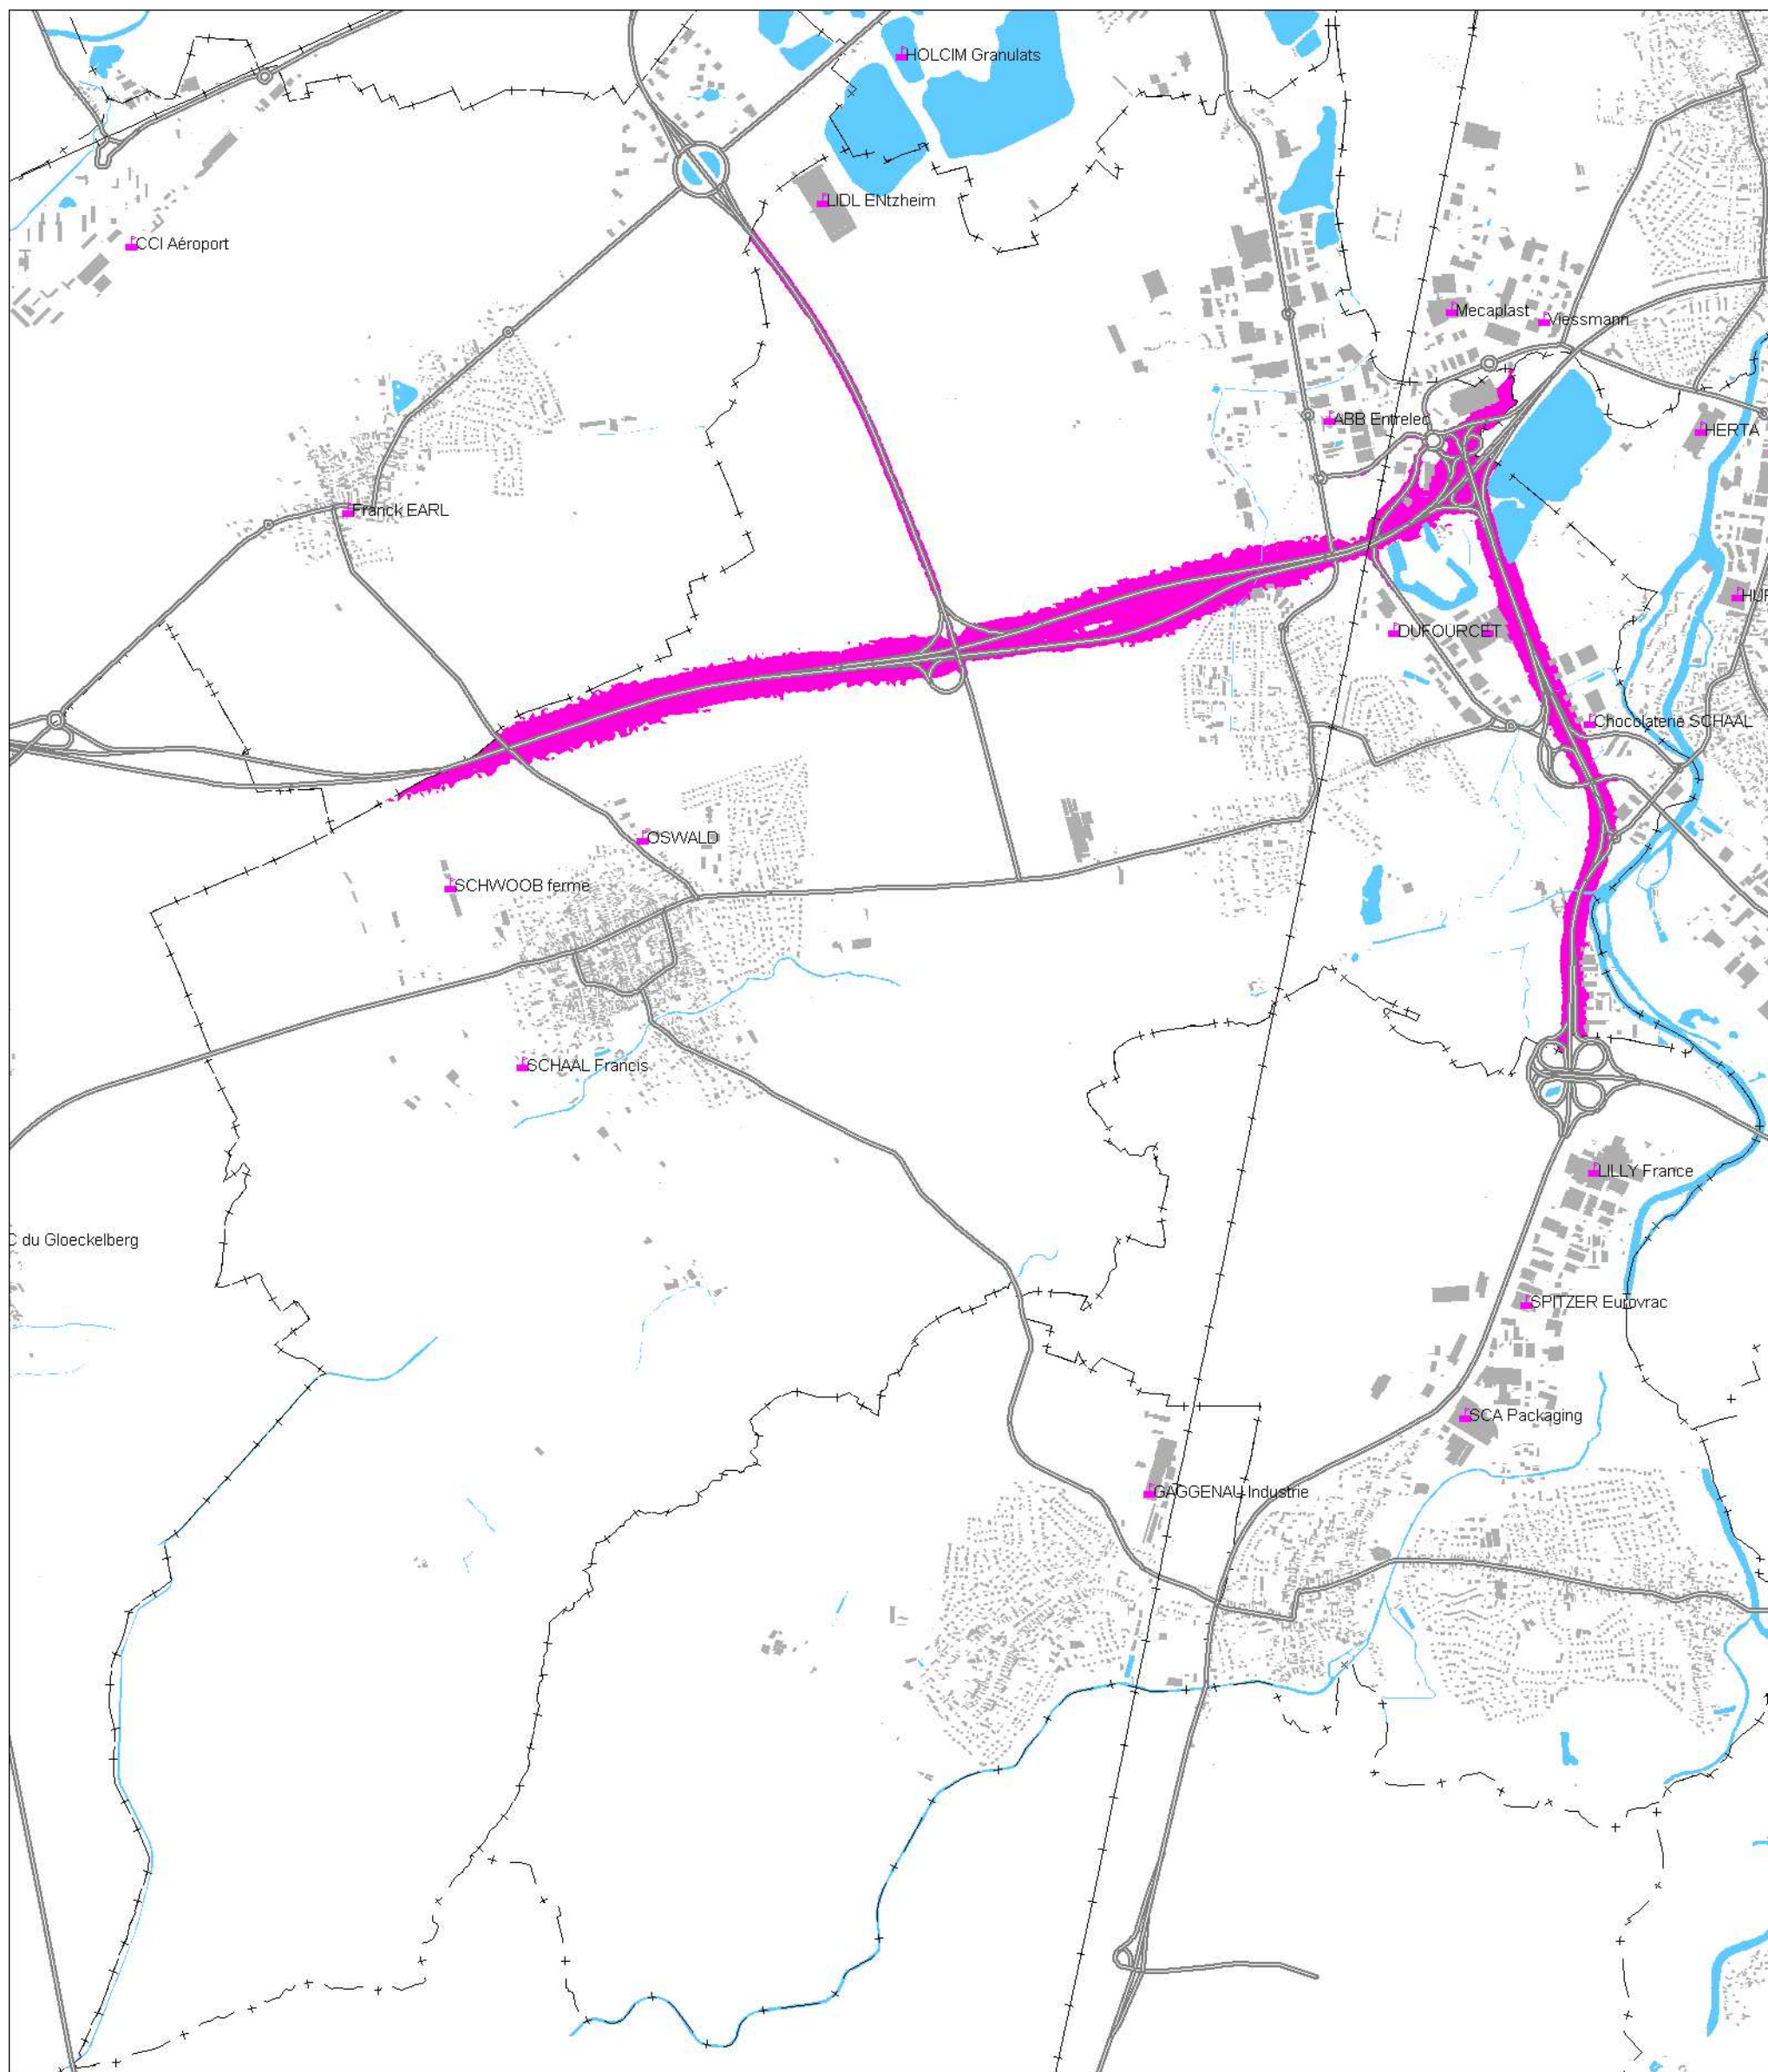 HOLCIM Granulats
LIDL ENtzheim
CCI Aéroport
Mecaplast
Viessmann
ABB Entrelec
HERTA
Franck EARL
HUR
DUFOURCET
Chocolaterie SCHAAL
OSWALD
SCHWOOB ferme
SCHAAL Francis
LILLY France
C du Gloeckelberg
SPITZER Eurovrac
SCA Packaging
GAGGENAU Industrie